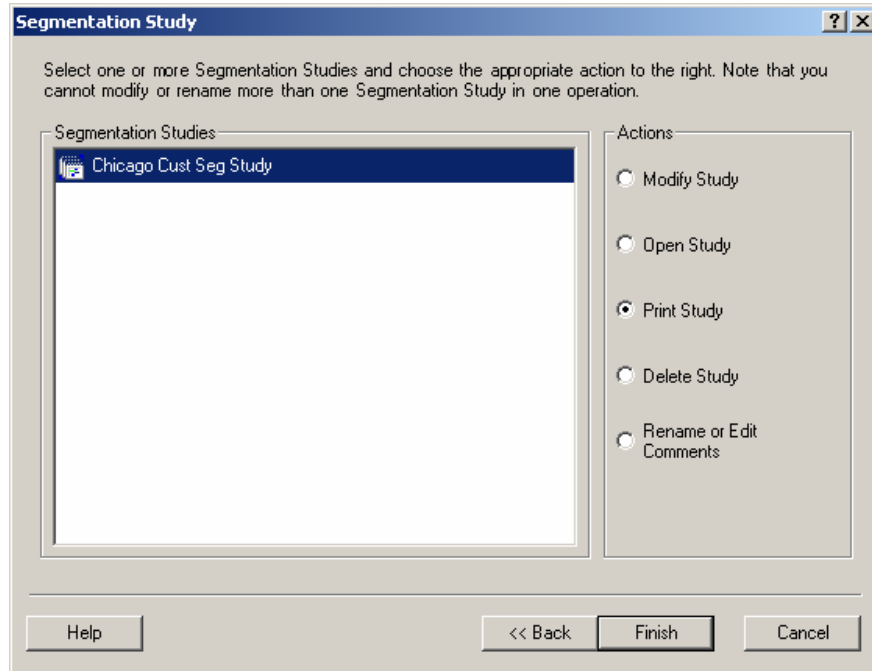 Segmentation Study
Select one or more Segmentation Studies and choose the appropriate action to the right. Note that you
cannot modify or rename more than one Segmentation Study in one operation.
Segmentation Studies
Chicago Cust Seg Study
Actions
Modify Study
Open Study
Print Study
Delete Study
Rename or Edit
Comments
Help
<< Back
Finish
Cancel